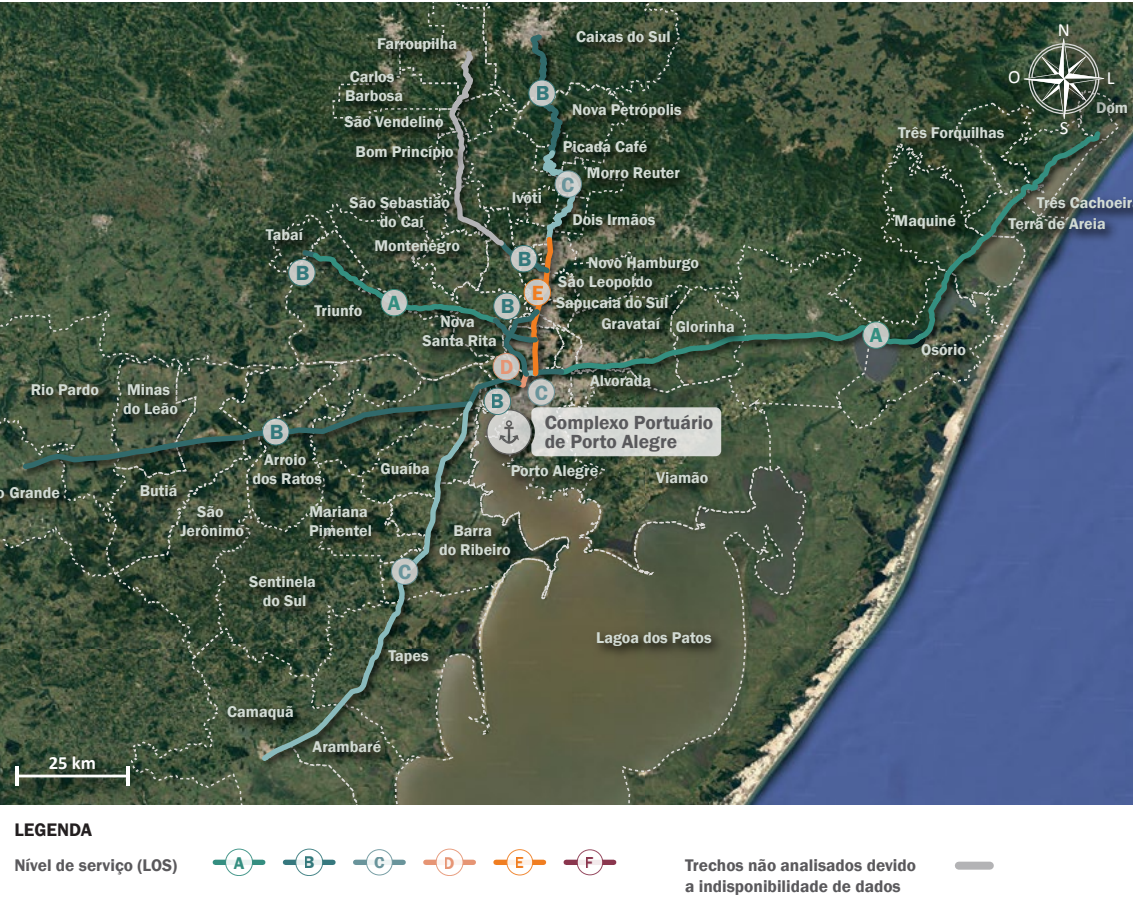 Farroupilha
Caixas do Sul
N
O
L
S
Carlos
Barbosa
Nova Petrópolis
Dom
São Vendelino
Três Forquilhas
Bom Princípio
Picada Café
Morro Reuter
B
C
Ivoti
São Sebastião
do Caí
Três Cachoeir
Dois Irmãos
Maquiné
Terra de Areia
Tabaí
Montenegro
B
B
Novo Hamburgo
São Leopoldo
A
B
E
Sapucaia do Sul
Triunfo
Nova
Santa Rita
Gravataí
Glorinha
A
Osório
D
Rio Pardo
Minas
do Leão
Alvorada
B
C
Complexo Portuário
de Porto Alegre
B
Arroio
dos Ratos
Guaíba
Porto Alegre
Viamão
o Grande
Butiá
São
Jerônimo
Mariana
Pimentel
Barra
do Ribeiro
C
Sentinela
do Sul
Lagoa dos Patos
Tapes
Camaquã
Arambaré
25 km
LEGENDA
Nível de serviço (LOS)
A
B
C
D
E
F
Trechos não analisados devido
a indisponibilidade de dados